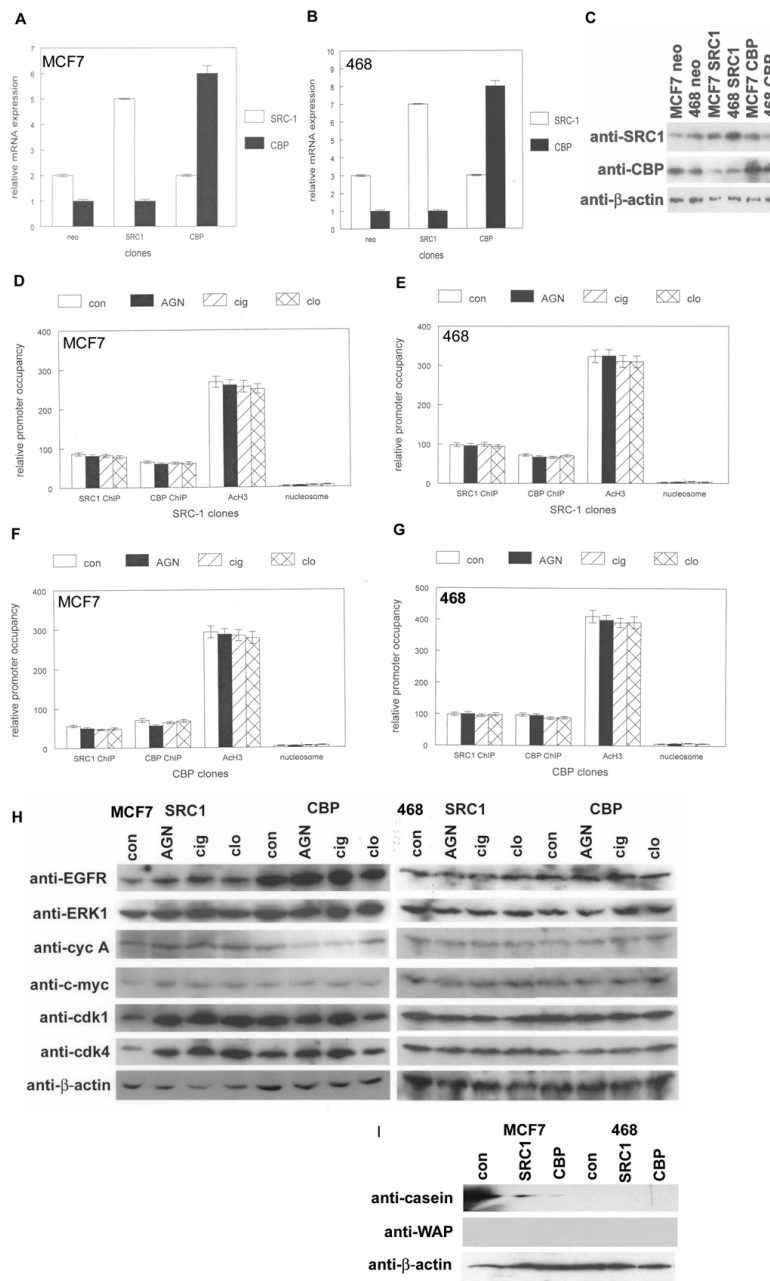 A
MCF7
relative mRNA expression
7
6
5
4
3
2
1
0
neo
SRC1
CBP
clones
SRC-1
CBP
B
468
relative mRNA expression
10
9
8
7
6
5
4
3
2
1
0
neo
SRC1
CBP
clones
SRC-1
CBP
C
MCF7 neo
468 neo
MCF7 SRC1
468 SRC1
MCF7 CBP
468 CBP
anti-SRC1
anti-CBP
anti-β-actin
D
con
AGN
cig
clo
MCF7
relative promoter occupancy
400
300
200
100
0
SRC1 ChIP
CBP ChIP
AcH3
nucleosome
SRC-1 clones
E
con
AGN
cig
clo
468
relative promoter occupancy
400
300
200
100
0
SRC1 ChIP
CBP ChIP
AcH3
nucleosome
SRC-1 clones
F
con
AGN
cig
clo
MCF7
relative promoter occupancy
400
300
200
100
0
SRC1 ChIP
CBP ChIP
AcH3
nucleosome
CBP clones
G
con
AGN
cig
clo
468
relative promoter occupancy
500
400
300
200
100
0
SRC1 ChIP
CBP ChIP
AcH3
nucleosome
CBP clones
H
MCF7 SRC1 CBP
con AGN cig clo con AGN cig clo
468 SRC1 CBP
con AGN cig clo con AGN cig clo
anti-EGFR
anti-ERK1
anti-cyc A
anti-c-myc
anti-cdk1
anti-cdk4
anti-β-actin
I
MCF7 468
con SRC1 CBP con SRC1 CBP
anti-casein
anti-WAP
anti-β-actin